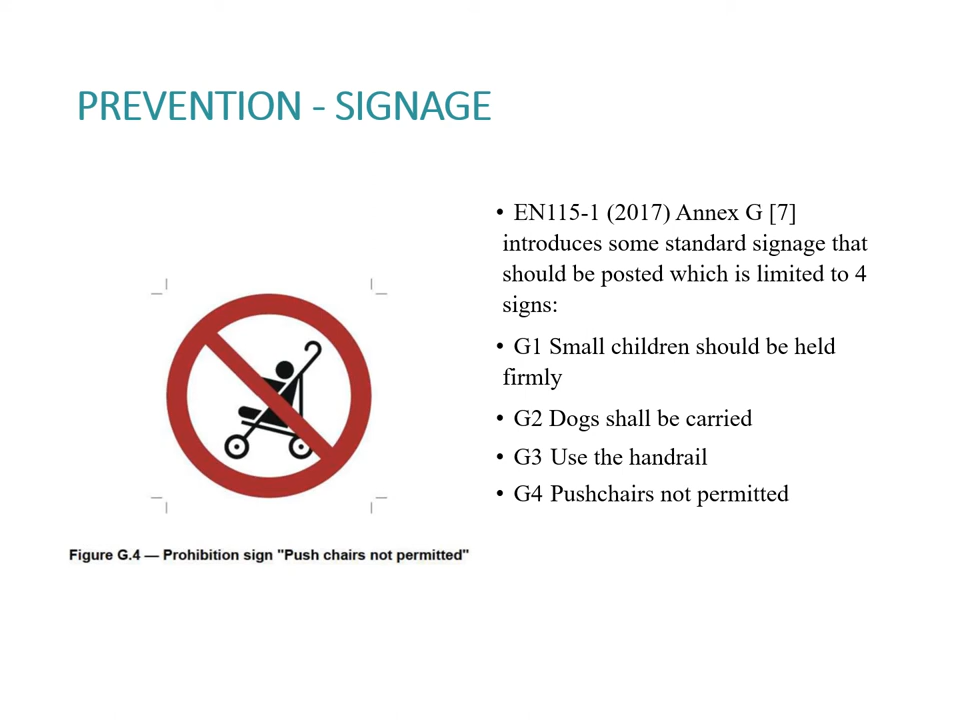 PREVENTION - SIGNAGE
• EN115-1 (2017) Annex G [7]
introduces some standard signage that
should be posted which is limited to 4
signs:
• G1 Small children should be held
firmly
• G2 Dogs shall be carried
• G3 Use the handrail
• G4 Pushchairs not permitted
Figure G.4 — Prohibition sign "Push chairs not permitted"